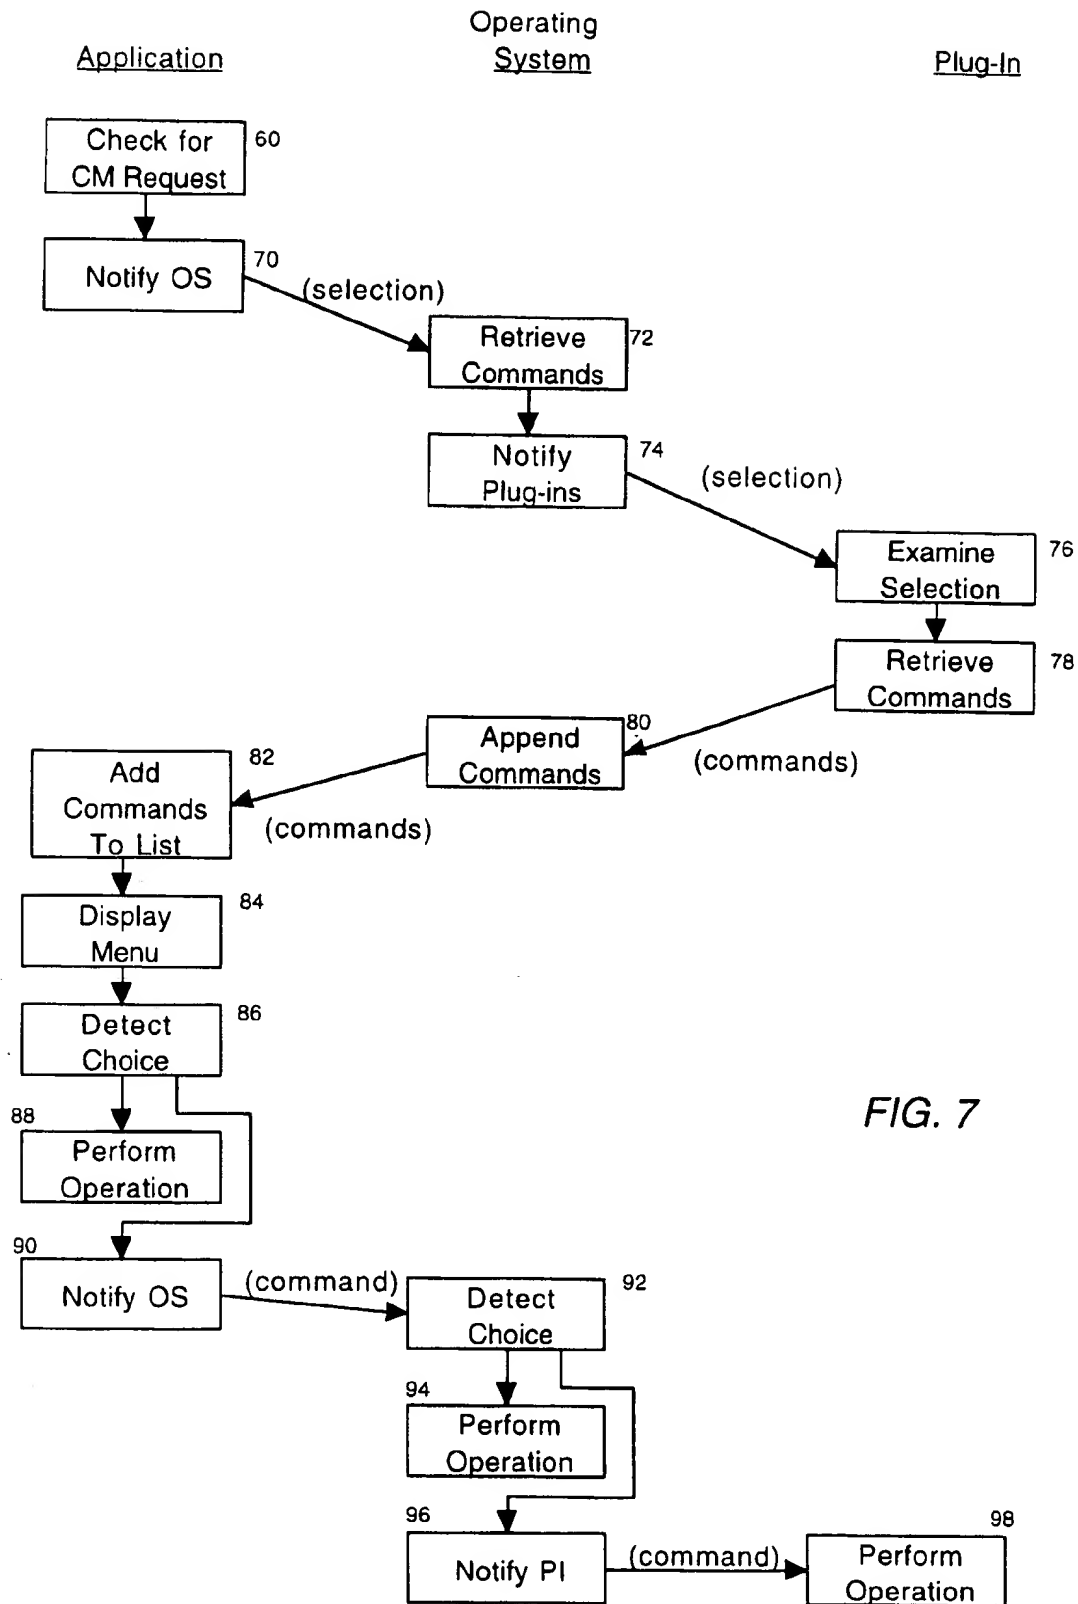 Application
Operating
System
Plug-In
Check for
CM Request
60
Notify OS
70
(selection)
Retrieve
Commands
72
Notify
Plug-ins
74
(selection)
Examine
Selection
76
Retrieve
Commands
78
(commands)
Append
Commands
80
(commands)
Add
Commands
To List
82
Display
Menu
84
Detect
Choice
86
88
Perform
Operation
90
Notify OS
(command)
Detect
Choice
92
94
Perform
Operation
96
Notify PI
(command)
98
Perform
Operation
FIG. 7